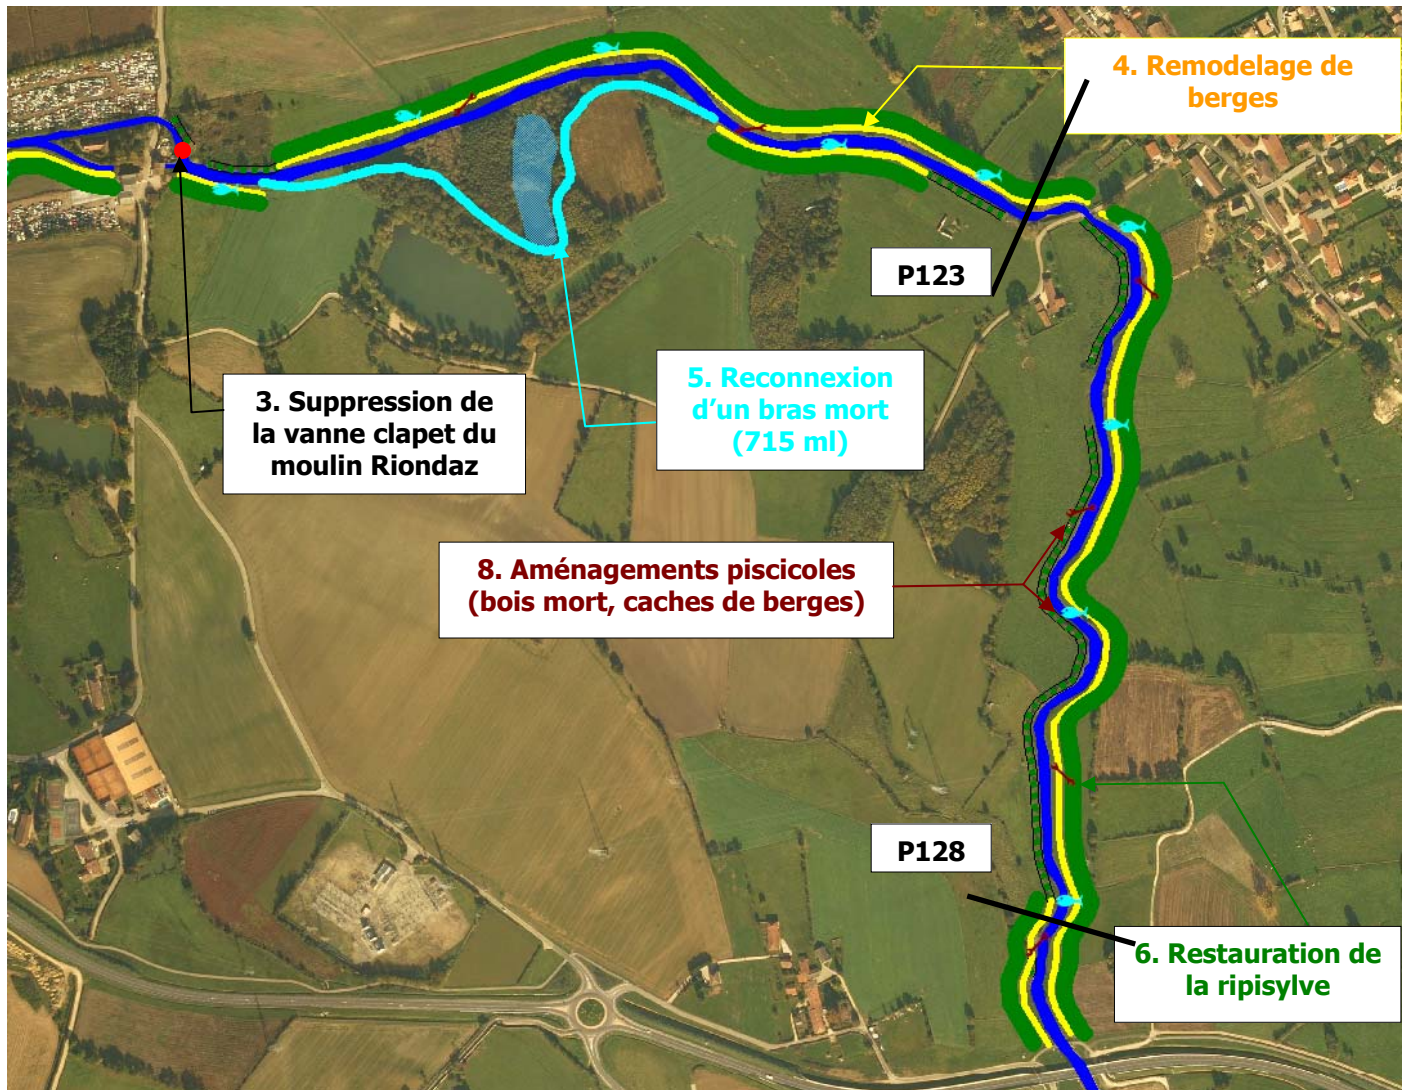 4. Remodelage de
berges
P123
5. Reconnexion
d'un bras mort
(715 ml)
3. Suppression de
la vanne clapet du
moulin Riondaz
8. Aménagements piscicoles
(bois mort, caches de berges)
P128
6. Restauration de
la ripisylve